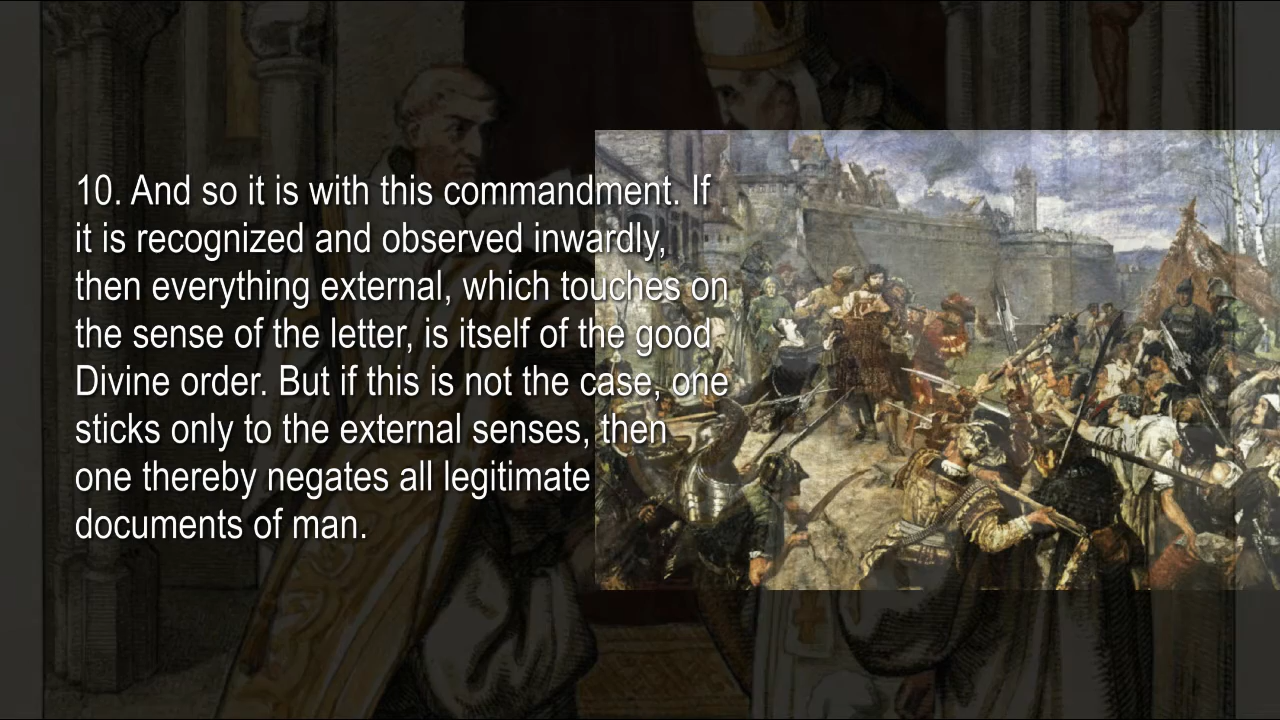 10. And so it is with this commandment. If
it is recognized and observed inwardly,
then everything external, which touches on
the sense of the letter, is itself of the good
Divine order. But if this is not the case, one
sticks only to the external senses, then
one thereby negates all legitimate
documents of man.